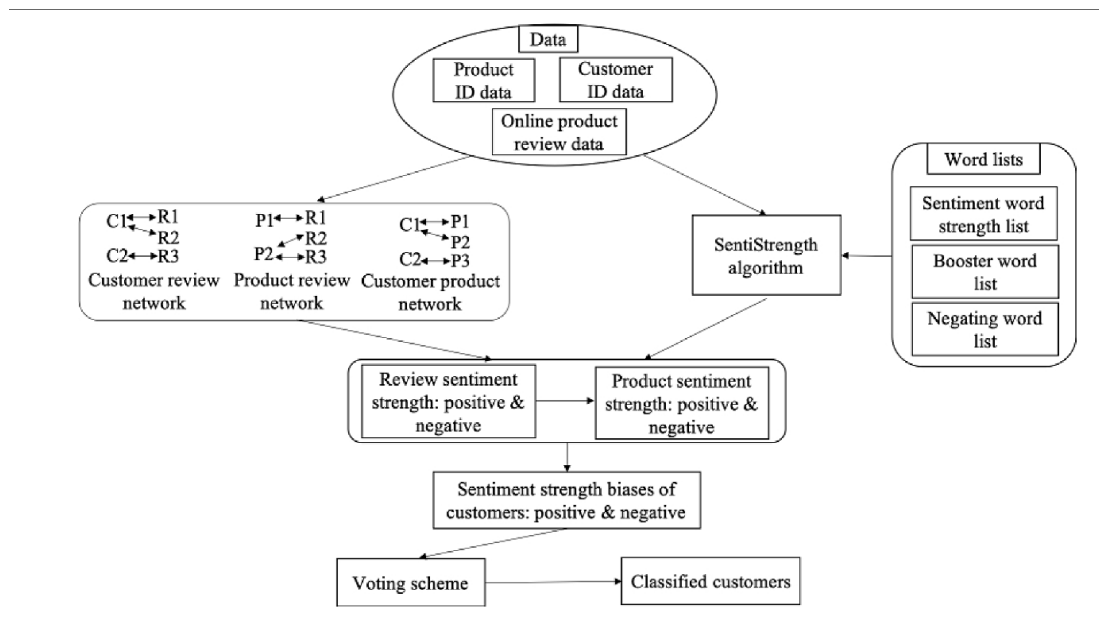 Data
Product
ID data
Customer
ID data
Online product
review data
Word lists
Sentiment word
strength list
Booster word
list
Negating word
list
C1 R1
R2
C2 R3
Customer review
network
P1 R1
R2
P2 R3
Product review
network
C1 P1
P2
C2 P3
Customer product
network
SentiStrength
algorithm
Review sentiment
strength: positive &
negative
Product sentiment
strength: positive &
negative
Sentiment strength biases of
customers: positive & negative
Voting scheme
Classified customers